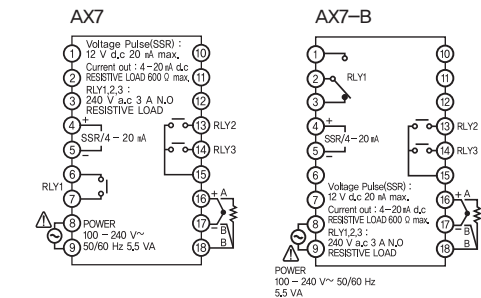 AX7
Voltage Pulse(SSR) :
12 V d.c 20 mA max.
Current out : 4-20 mA d.c
RESISTIVE LOAD 600 Ω max.
RLY1,2,3 :
240 V a.c 3 A N.O
RESISTIVE LOAD
1
2
3
4
+
SSR/4-20 mA
5
−
6
RLY1
7
8
POWER
100-240 V~
9
50/60 Hz 5.5 VA
10
11
12
13
RLY2
14
RLY3
15
16
+ A
17
− B
B
18
AX7-B
1
2
RLY1
3
4
+
SSR/4-20 mA
5
−
6
Voltage Pulse(SSR) :
7
12 V d.c 20 mA max.
Current out : 4-20 mA d.c
8
RESISTIVE LOAD 600 Ω max.
RLY1,2,3 :
9
240 V a.c 3 A N.O
RESISTIVE LOAD
POWER
100-240 V~ 50/60 Hz
5.5 VA
10
11
12
13
RLY2
14
RLY3
15
16
+ A
17
− B
B
18